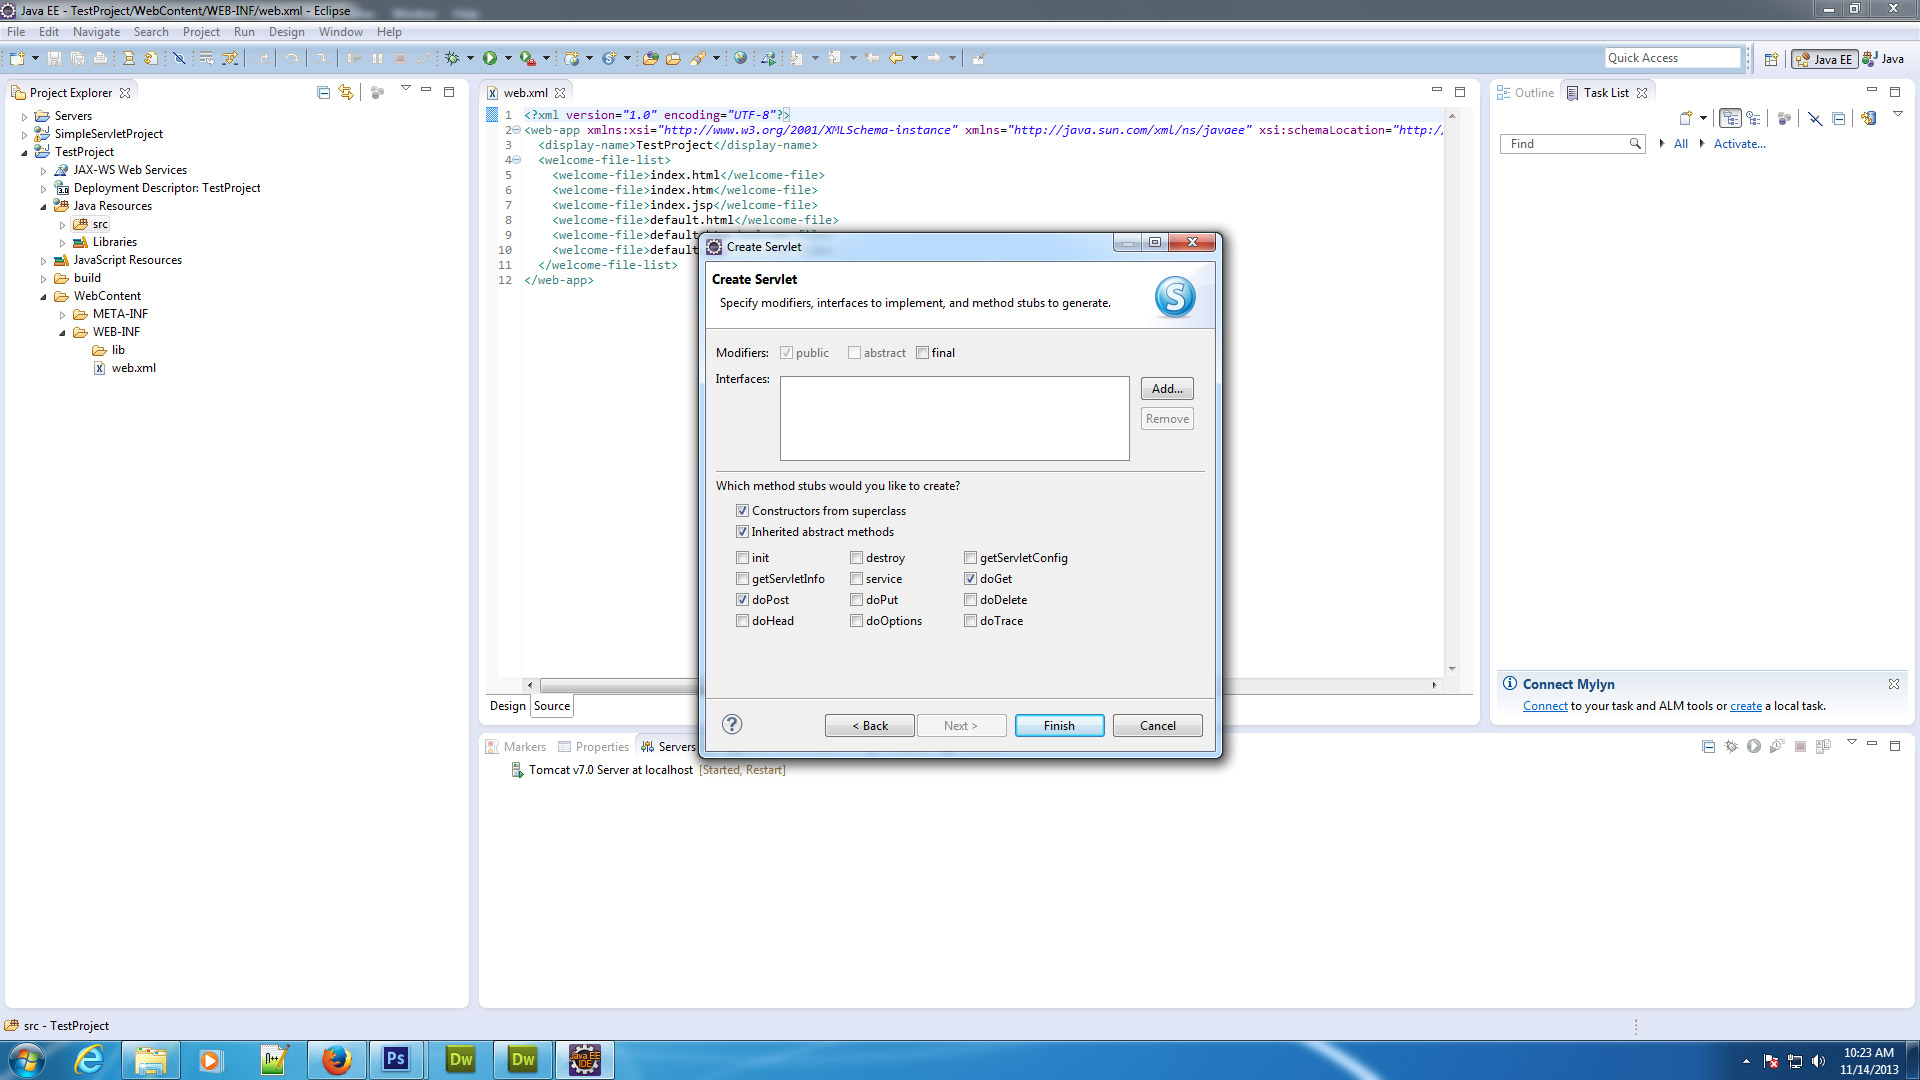 Java EE - TestProject/WebContent/WEB-INF/web.xml - Eclipse
File Edit Navigate Search Project Run Design Window Help
Quick Access
Java EE
Java
Project Explorer
Servers
SimpleServletProject
TestProject
JAX-WS Web Services
Deployment Descriptor: TestProject
Java Resources
src
Libraries
JavaScript Resources
build
WebContent
META-INF
WEB-INF
lib
web.xml
web.xml
1 <?xml version="1.0" encoding="UTF-8"?>
2 <web-app xmlns:xsi="http://www.w3.org/2001/XMLSchema-instance" xmlns="http://java.sun.com/xml/ns/javaee" xsi:schemaLocation="http:/
3 <display-name>TestProject</display-name>
4 <welcome-file-list>
5 <welcome-file>index.html</welcome-file>
6 <welcome-file>index.htm</welcome-file>
7 <welcome-file>index.jsp</welcome-file>
8 <welcome-file>default.html</welcome-file>
9 <welcome-file>default.
10 <welcome-file>default
11 </welcome-file-list>
12 </web-app>
Design Source
Outline
Task List
Find
All
Activate...
Connect Mylyn
Connect to your task and ALM tools or create a local task.
Create Servlet
Create Servlet
Specify modifiers, interfaces to implement, and method stubs to generate.
S
Modifiers: public abstract final
Interfaces:
Add...
Remove
Which method stubs would you like to create?
Constructors from superclass
Inherited abstract methods
init destroy getServletConfig
getServletInfo service doGet
doPost doPut doDelete
doHead doOptions doTrace
? < Back Next > Finish Cancel
Markers Properties Servers
Tomcat v7.0 Server at localhost [Started, Restart]
src - TestProject
Ps
Dw
Dw
Java EE
IDE
10:23 AM
11/14/2013